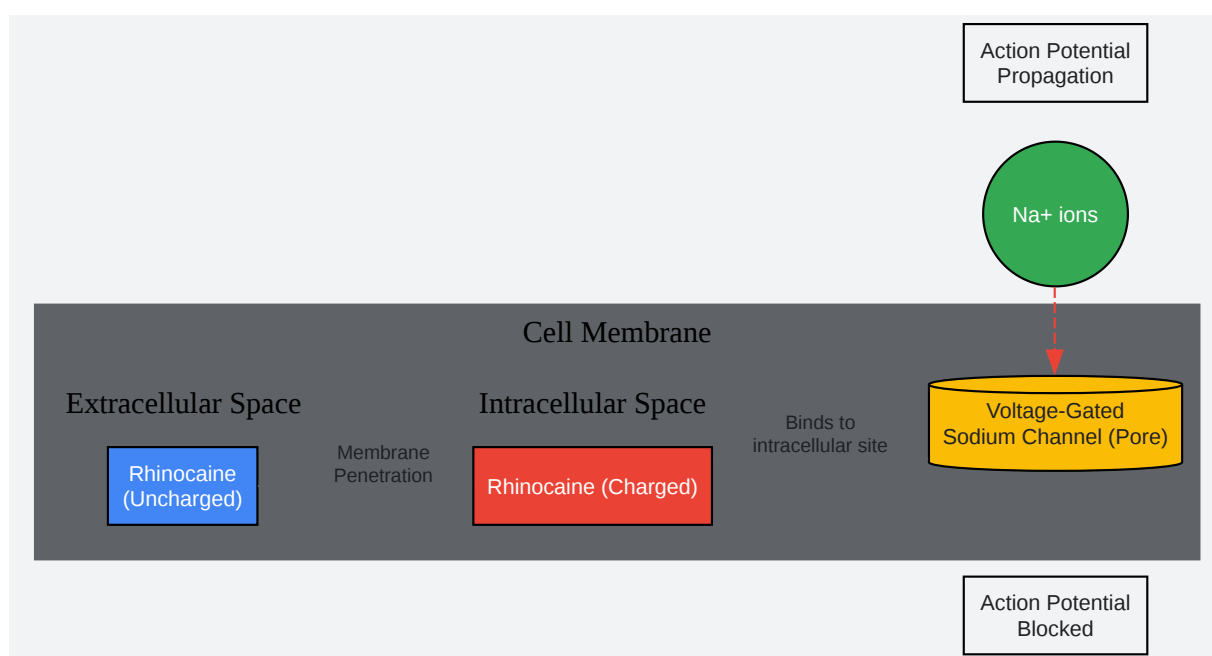 Action Potential
Propagation
Na+ ions
Cell Membrane
Extracellular Space
Intracellular Space
Rhinocaine
(Uncharged)
Membrane
Penetration
Rhinocaine (Charged)
Binds to
intracellular site
Voltage-Gated
Sodium Channel (Pore)
Action Potential
Blocked